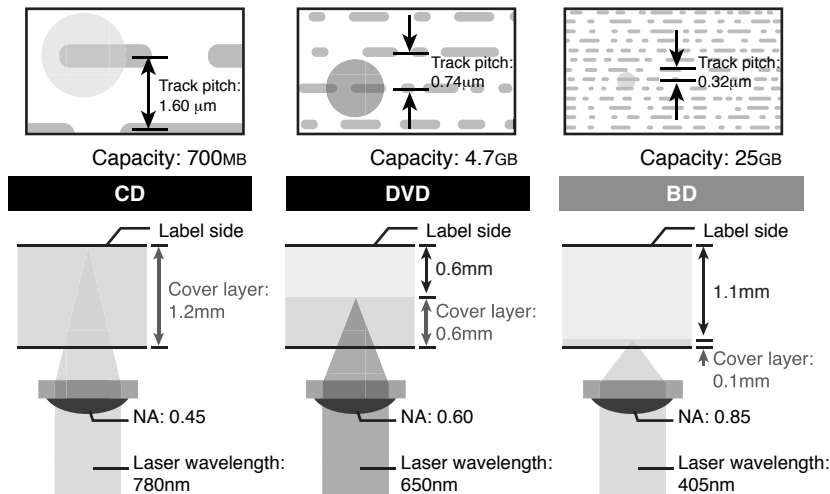 Track pitch:
1.60 μm
Capacity: 700MB
CD
Label side
Cover layer:
1.2mm
NA: 0.45
Laser wavelength:
780nm
Track pitch:
0.74μm
Capacity: 4.7GB
DVD
Label side
0.6mm
Cover layer:
0.6mm
NA: 0.60
Laser wavelength:
650nm
Track pitch:
0.32μm
Capacity: 25GB
BD
Label side
1.1mm
Cover layer:
0.1mm
NA: 0.85
Laser wavelength:
405nm